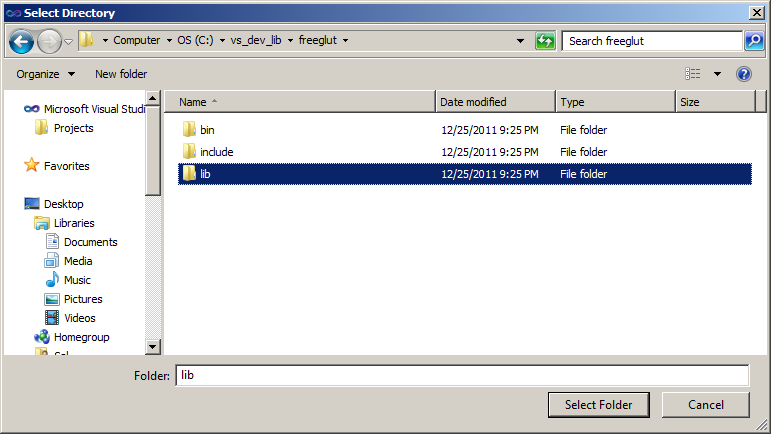 Select Directory
Computer OS (C:) vs_dev_lib freeglut Search freeglut
Organize New folder
Name Date modified Type Size
Microsoft Visual Studi
Projects
Favorites
Desktop
Libraries
Documents
Media
Music
Pictures
Videos
Homegroup
bin 12/25/2011 9:25 PM File folder
include 12/25/2011 9:25 PM File folder
lib 12/25/2011 9:25 PM File folder
Folder: lib
Select Folder Cancel